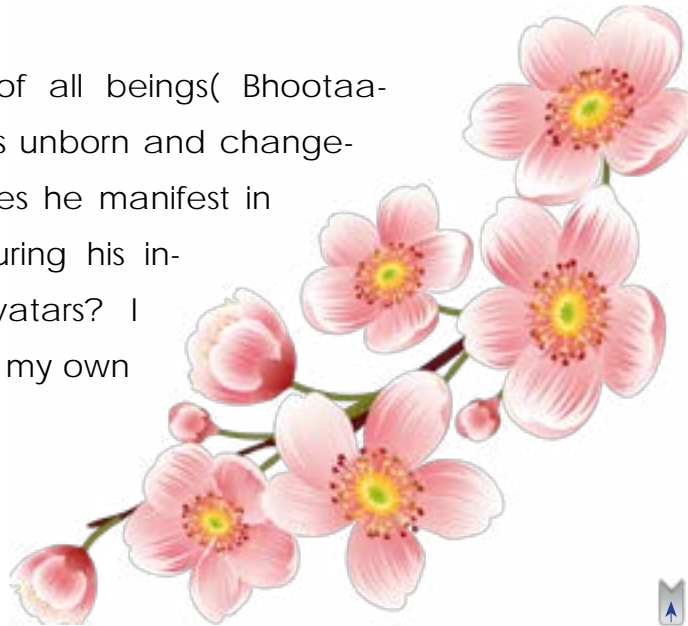 of all beings( Bhootaa-
s unborn and change-
es he manifest in
uring his in-
vatars? I
my own